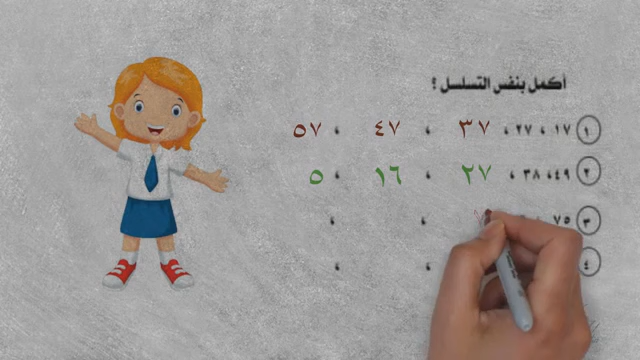 أكمل بنفس التسلسل ؟
١ ١٧ ، ٢٧ ، ٣٧ ، ٤٧ ، ٥٧
٢ ٤٩، ٣٨ ، ٢٧ ، ١٦ ، ٥
٣ ٧٥ ، ، ،
٤ ، ،